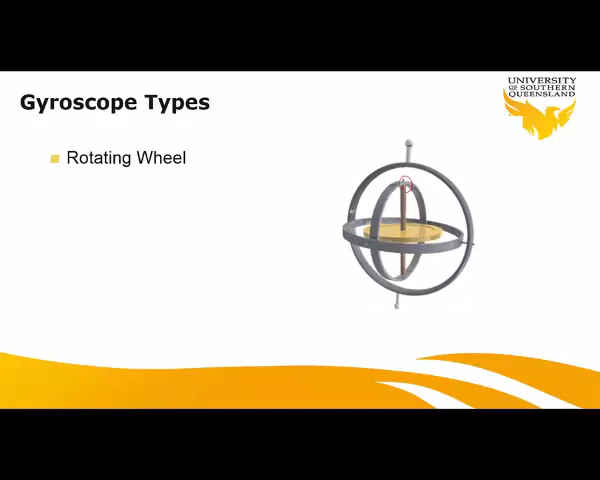 Gyroscope Types
UNIVERSITY
OF SOUTHERN
QUEENSLAND
Rotating Wheel